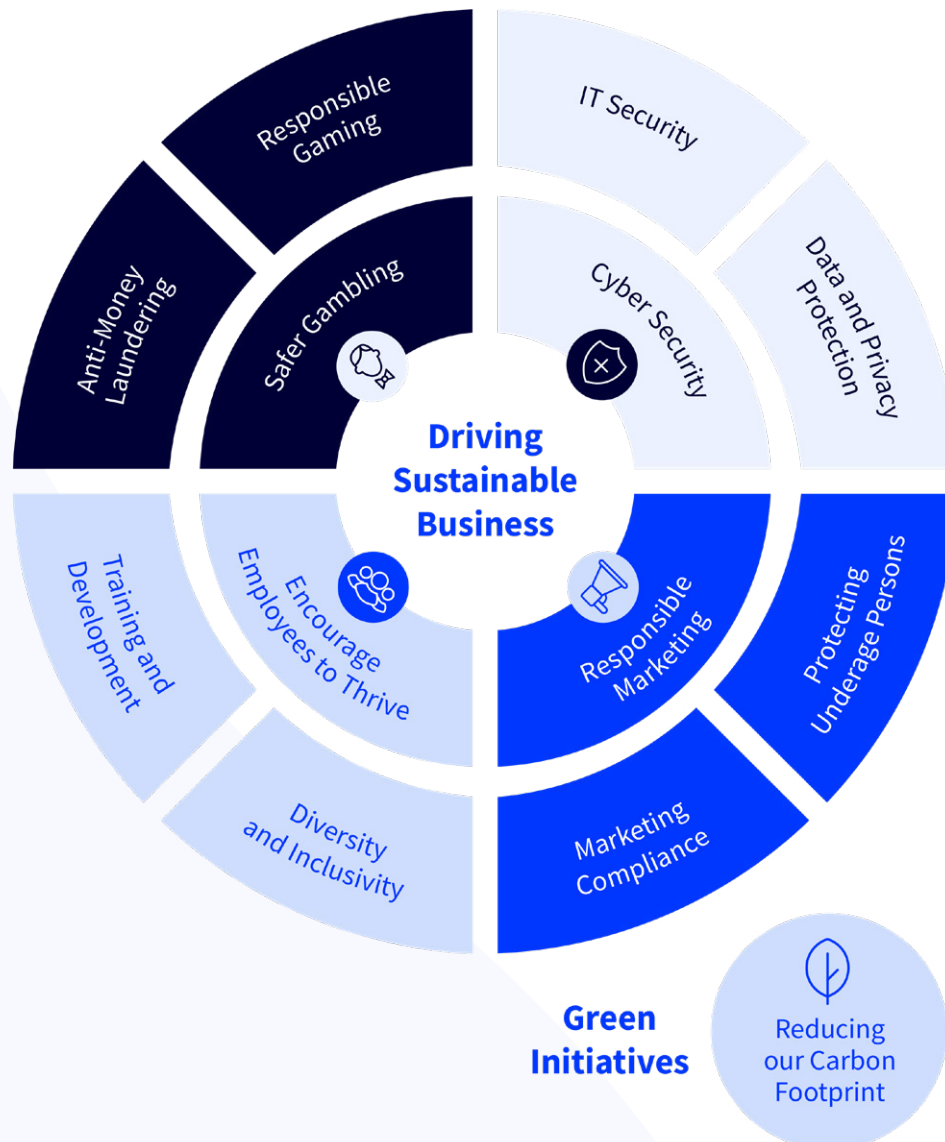 Responsible
Gaming
IT Security
Anti-Money
Laundering
Safer Gambling
Cyber Security
Data and Privacy
Protection
Driving
Sustainable
Business
Training and
Development
Encourage
Employees to Thrive
Responsible
Marketing
Protecting
Underage Persons
Diversity
and Inclusivity
Marketing
Compliance
Green
Initiatives
Reducing
our Carbon
Footprint